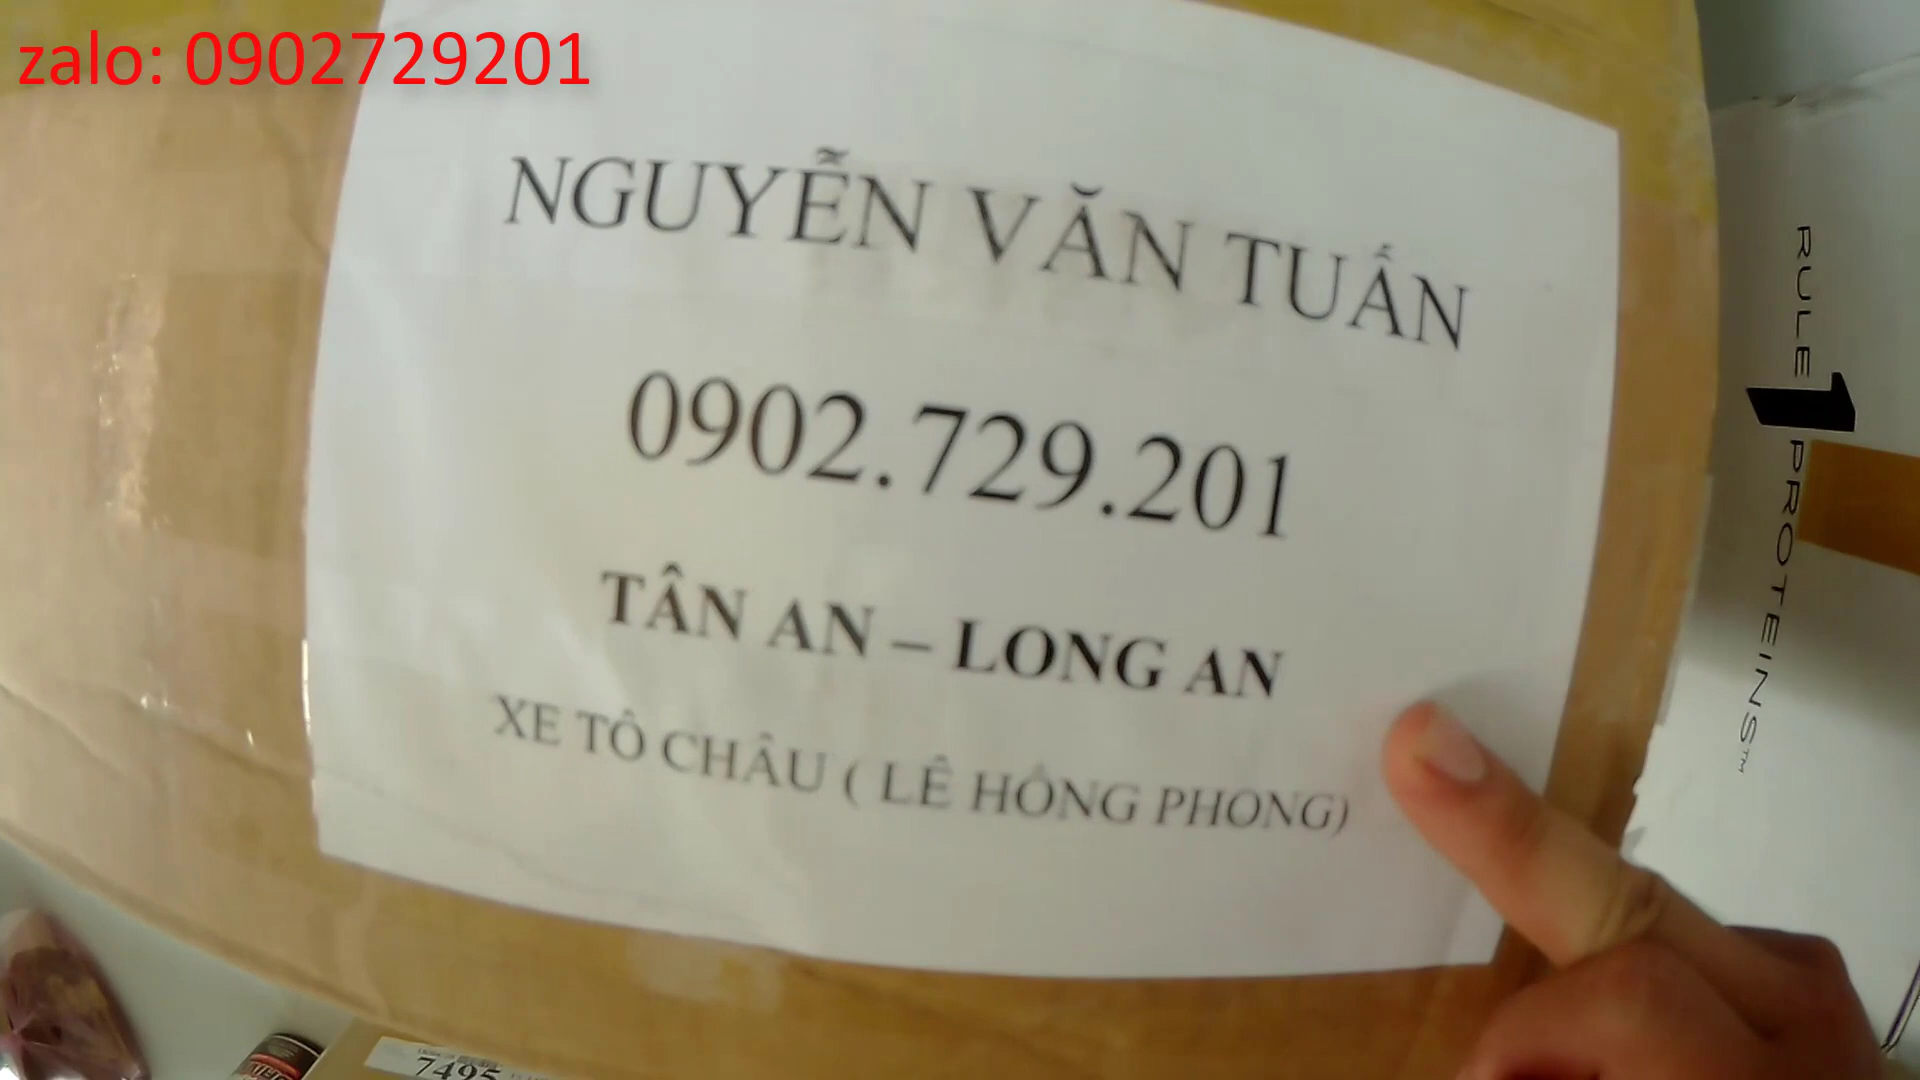 zalo: 0902729201
NGUYỄN VĂN TUẤN
0902.729.201
TÂN AN – LONG AN
XE TÔ CHÂU ( LÊ HỒNG PHONG)
RULE 1 PROTEINS™
7495